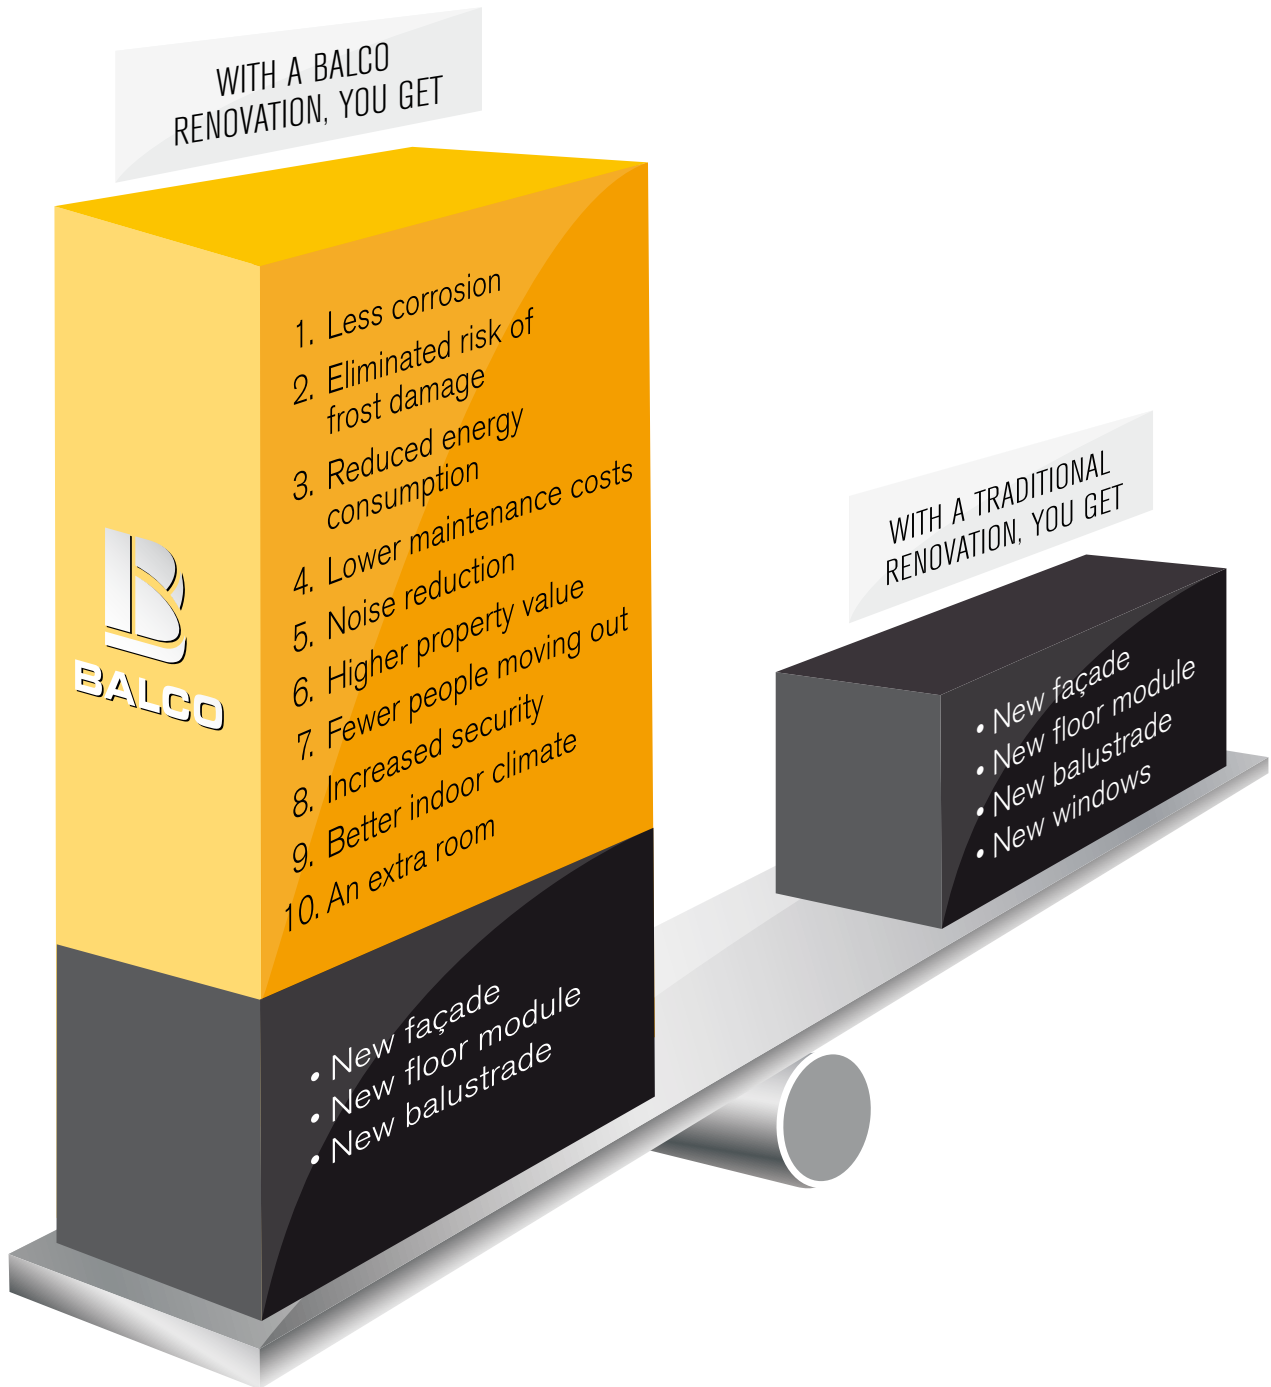 WITH A BALCO
RENOVATION, YOU GET
1. Less corrosion
2. Eliminated risk of
frost damage
3. Reduced energy
consumption
4. Lower maintenance costs
5. Noise reduction
6. Higher property value
7. Fewer people moving out
8. Increased security
9. Better indoor climate
10. An extra room
B
BALCO
• New façade
• New floor module
• New balustrade
WITH A TRADITIONAL
RENOVATION, YOU GET
• New façade
• New floor module
• New balustrade
• New windows